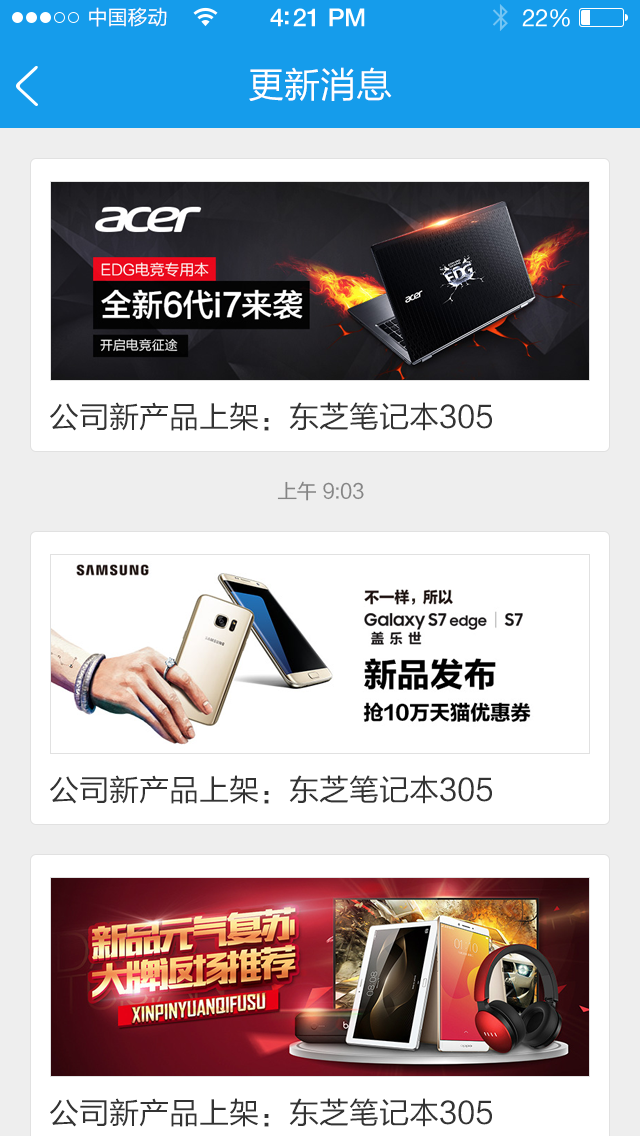 中国移动 4:21 PM 22%
更新消息
acer
EDG电竞专用本
全新6代i7来袭
开启电竞征途
EDG
acer
公司新产品上架：东芝笔记本305
上午 9:03
SAMSUNG
不一样，所以
Galaxy S7 edge | S7
盖乐世
新品发布
抢10万天猫优惠券
公司新产品上架：东芝笔记本305
新品元气复苏
大牌返场推荐
XINPINYUANQIFUSU
08:08
01:20
公司新产品上架：东芝笔记本305